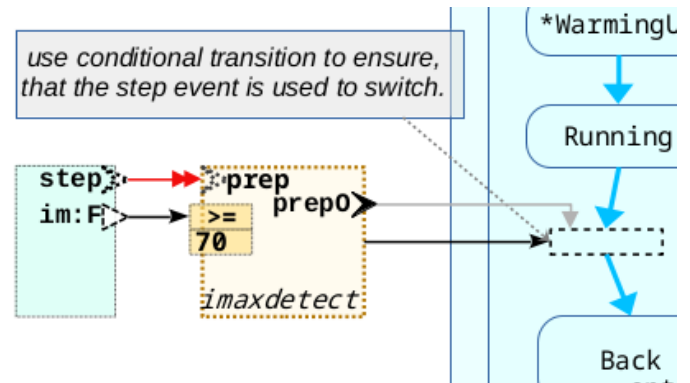 *WarmingU
use conditional transition to ensure,
that the step event is used to switch.
Running
step
prep
prepO
im:F
>=
70
imaxdetect
Back